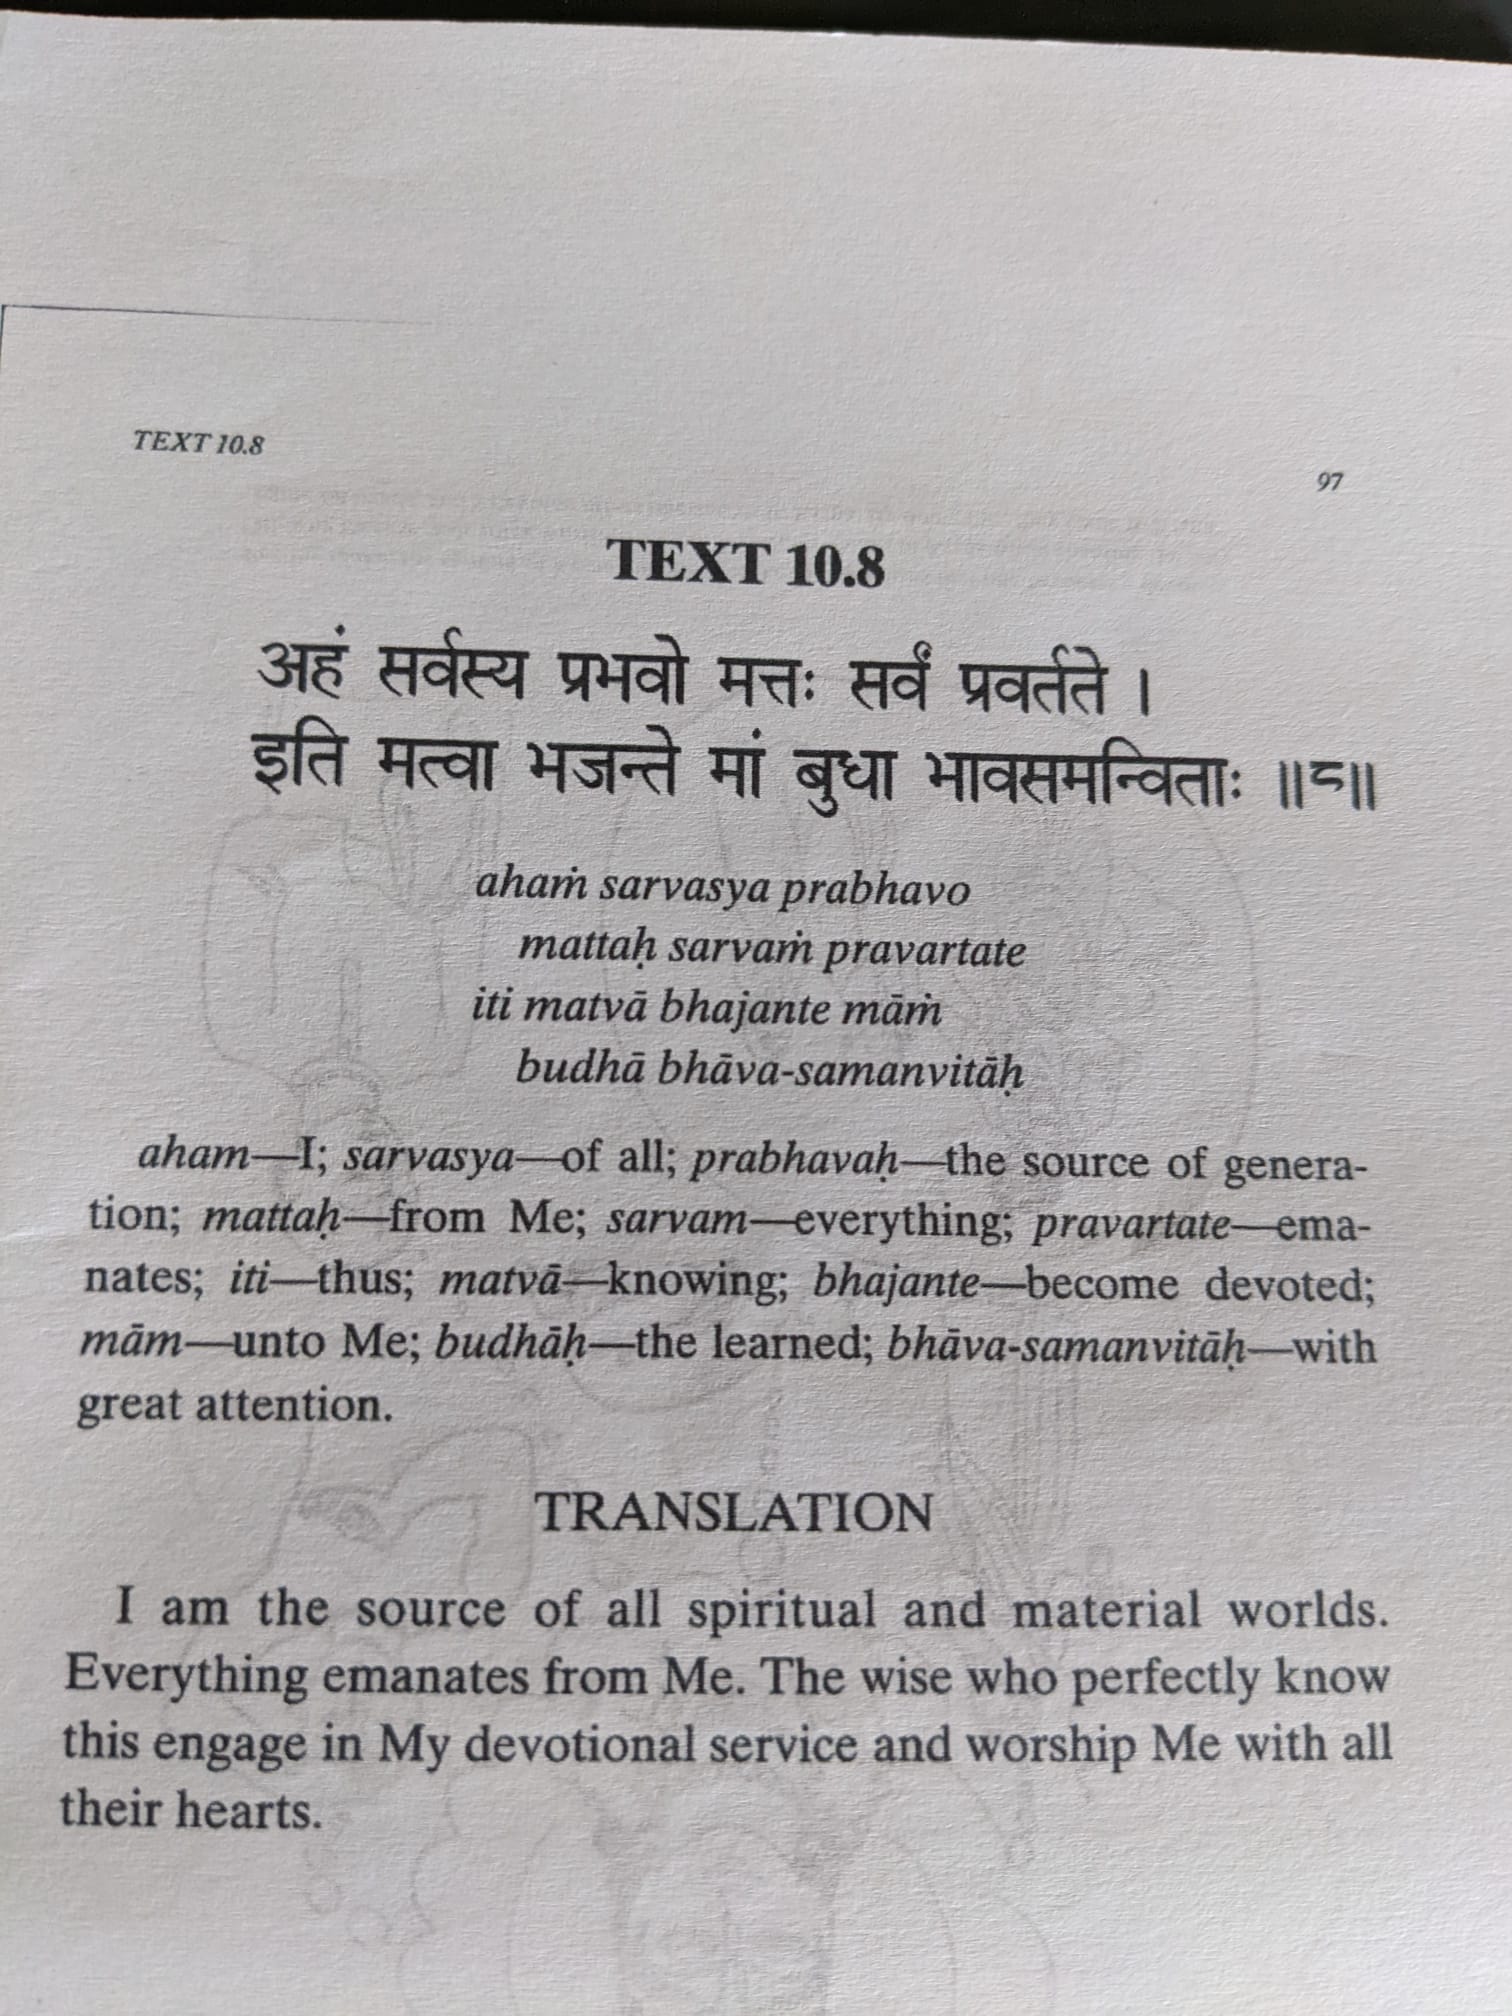 TEXT 10.8
97
TEXT 10.8
अहं सर्वस्य प्रभवो मत्तः सर्वं प्रवर्तते ।
इति मत्वा भजन्ते मां बुधा भावसमन्विताः ॥८॥
ahaṁ sarvasya prabhavo
mattaḥ sarvaṁ pravartate
iti matvā bhajante māṁ
budhā bhāva-samanvitāḥ
aham—I; sarvasya—of all; prabhavaḥ—the source of genera-
tion; mattaḥ—from Me; sarvam—everything; pravartate—ema-
nates; iti—thus; matvā—knowing; bhajante—become devoted;
mām—unto Me; budhāḥ—the learned; bhāva-samanvitāḥ—with
great attention.
TRANSLATION
I am the source of all spiritual and material worlds.
Everything emanates from Me. The wise who perfectly know
this engage in My devotional service and worship Me with all
their hearts.